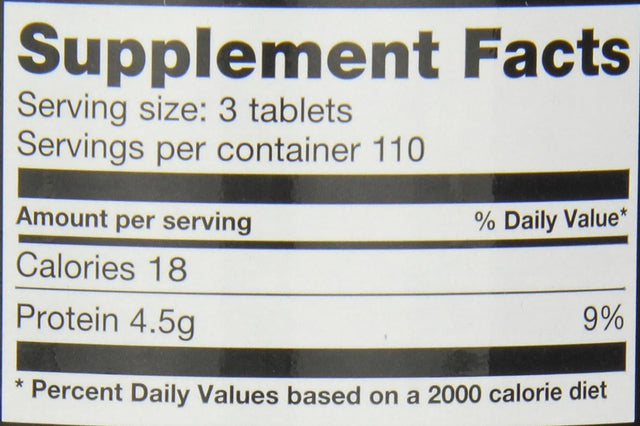 Supplement Facts
Serving size: 3 tablets
Servings per container 110
Amount per serving % Daily Value*
Calories 18
Protein 4.5g 9%
* Percent Daily Values based on a 2000 calorie diet